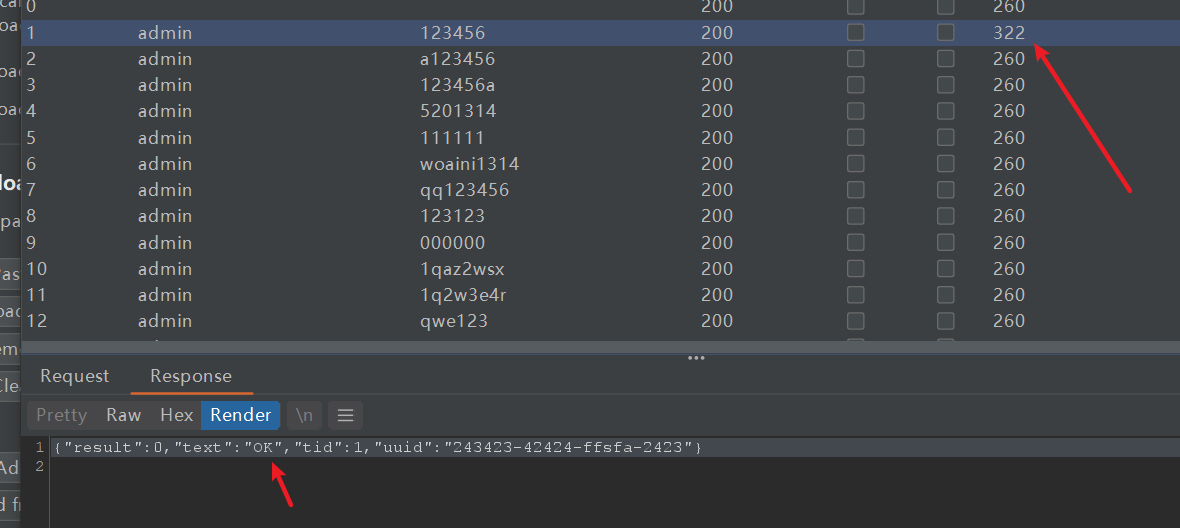 0 200 260
1 admin 123456 200 322
2 admin a123456 200 260
3 admin 123456a 200 260
4 admin 5201314 200 260
5 admin 111111 200 260
6 admin woaini1314 200 260
7 admin qq123456 200 260
8 admin 123123 200 260
9 admin 000000 200 260
10 admin 1qaz2wsx 200 260
11 admin 1q2w3e4r 200 260
12 admin qwe123 200 260
Request Response
Pretty Raw Hex Render \n
1 {"result":0,"text":"OK","tid":1,"uuid":"243423-42424-ffsfa-2423"}
2